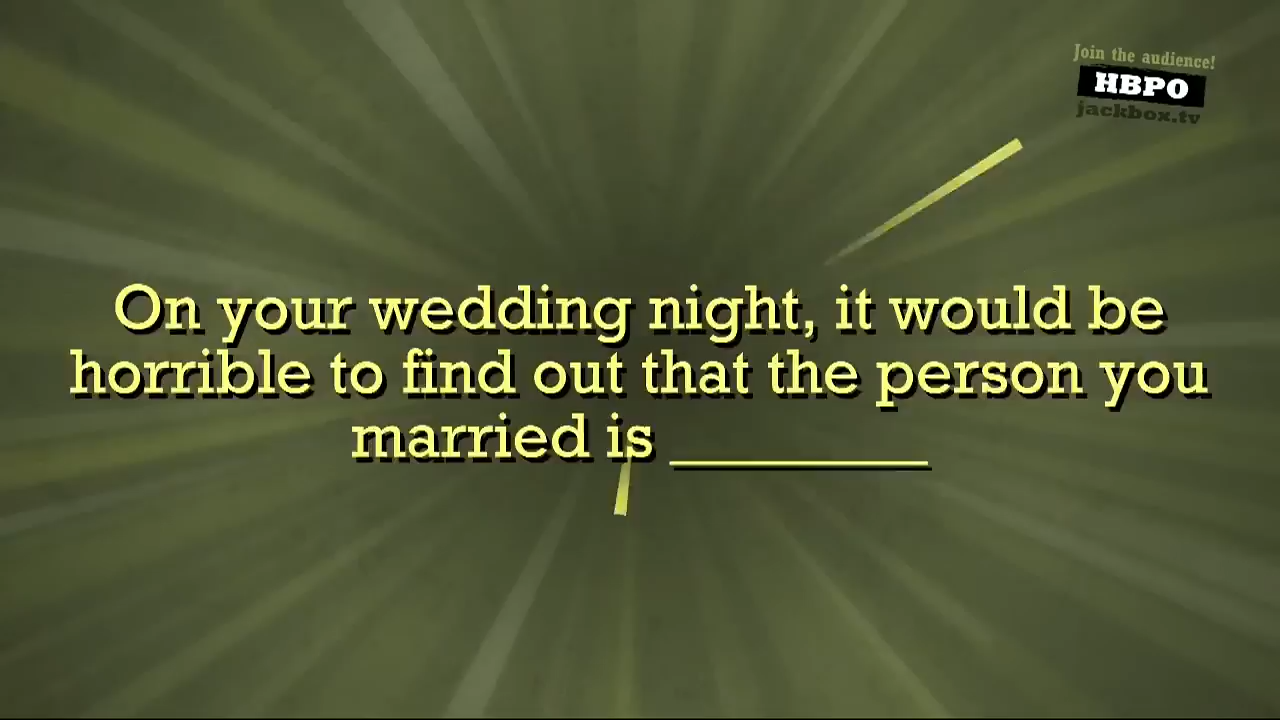 Join the audience!
HBPO
jackbox.tv
On your wedding night, it would be
horrible to find out that the person you
married is ________